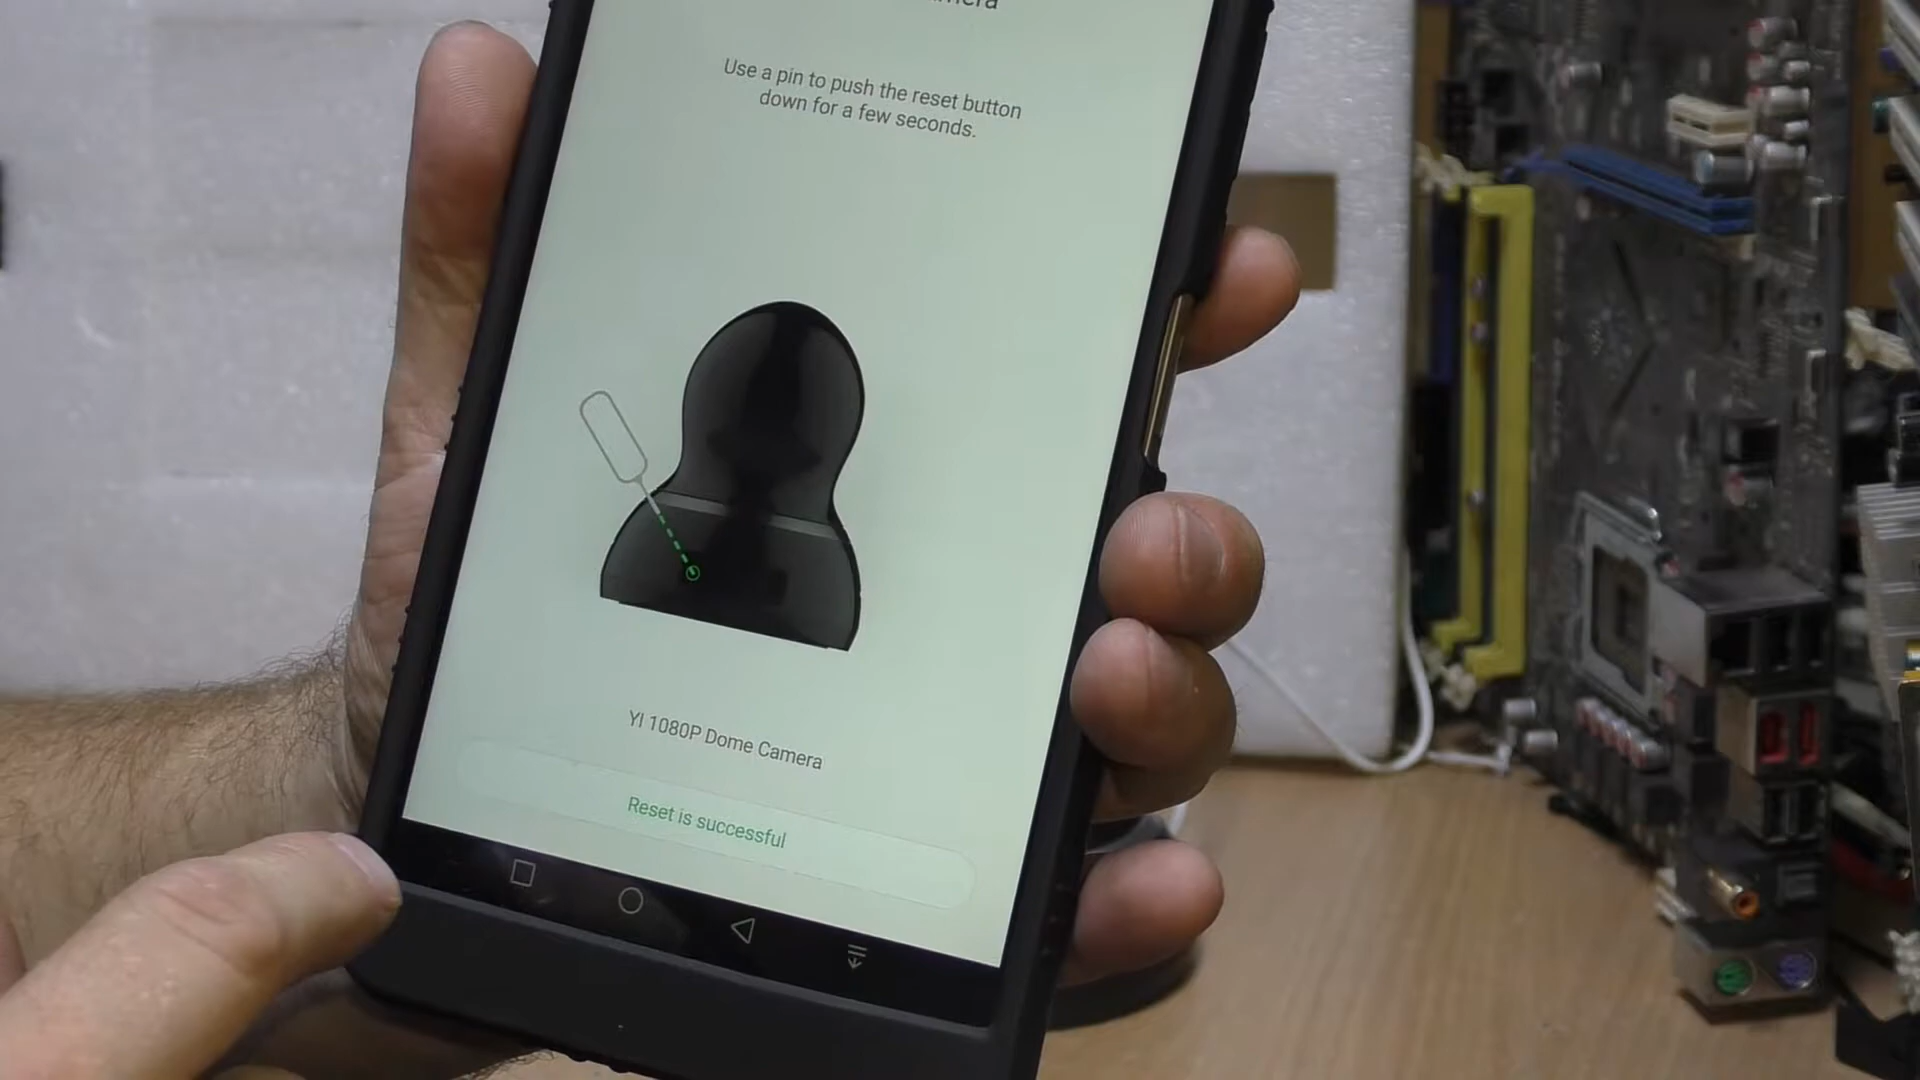 Use a pin to push the reset button
down for a few seconds.
YI 1080P Dome Camera
Reset is successful